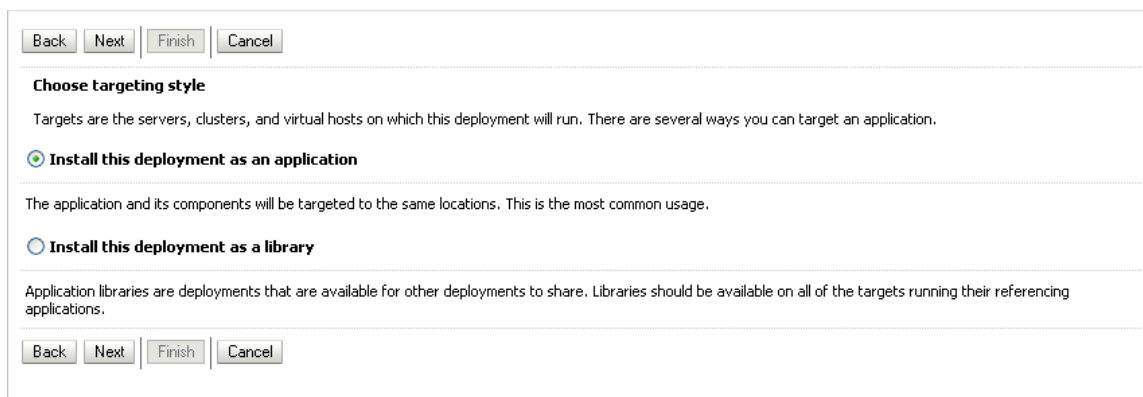 Back Next Finish Cancel
Choose targeting style
Targets are the servers, clusters, and virtual hosts on which this deployment will run. There are several ways you can target an application.
Install this deployment as an application
The application and its components will be targeted to the same locations. This is the most common usage.
Install this deployment as a library
Application libraries are deployments that are available for other deployments to share. Libraries should be available on all of the targets running their referencing
applications.
Back Next Finish Cancel